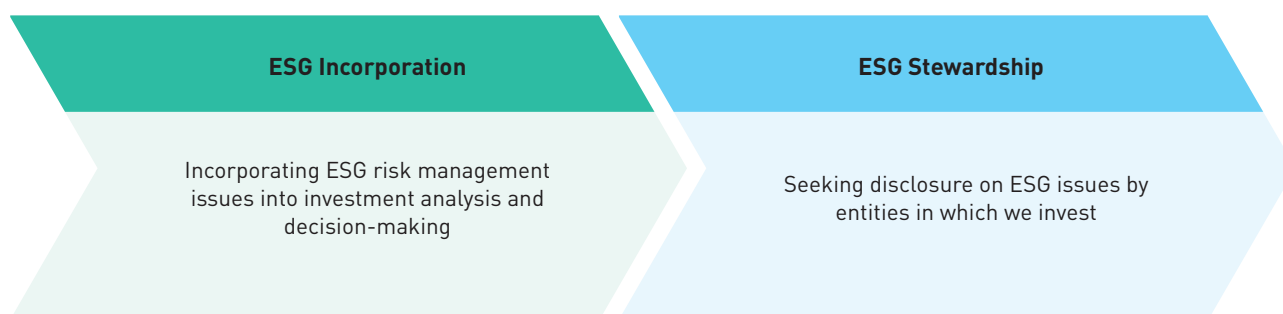 ESG Incorporation
Incorporating ESG risk management
issues into investment analysis and
decision-making
ESG Stewardship
Seeking disclosure on ESG issues by
entities in which we invest